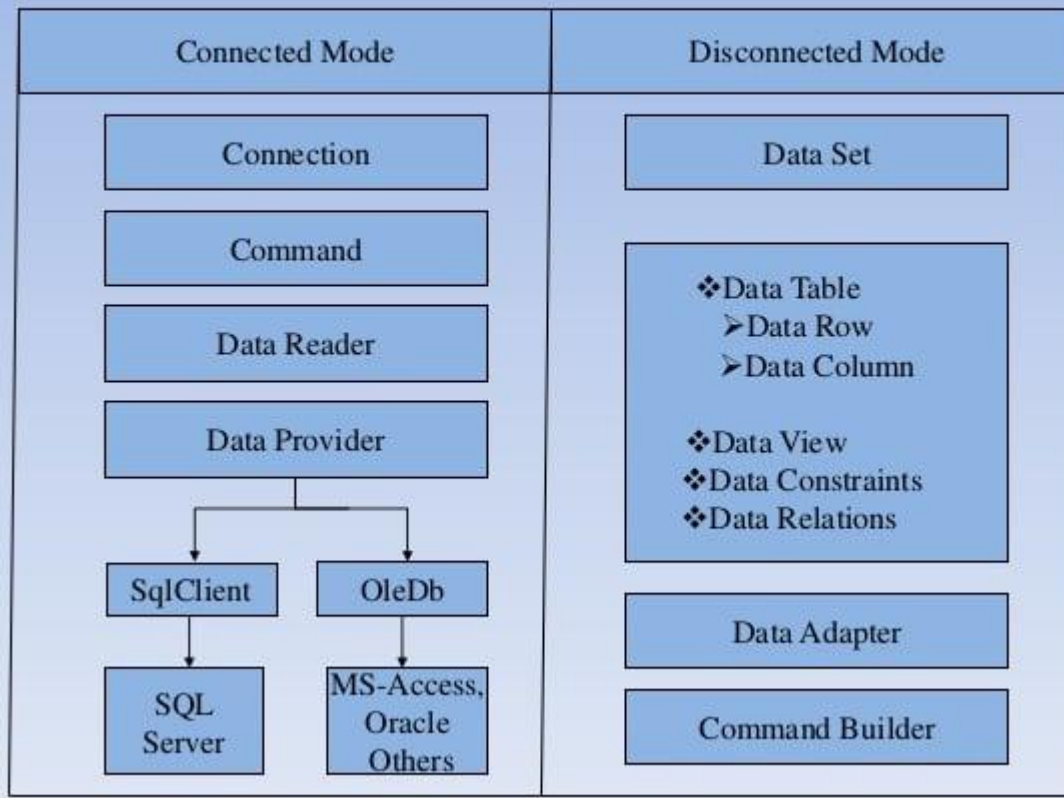 Connected Mode
Disconnected Mode
Connection
Command
Data Reader
Data Provider
SqlClient
OleDb
SQL
Server
MS-Access,
Oracle
Others
Data Set
❖Data Table
➢Data Row
➢Data Column
❖Data View
❖Data Constraints
❖Data Relations
Data Adapter
Command Builder